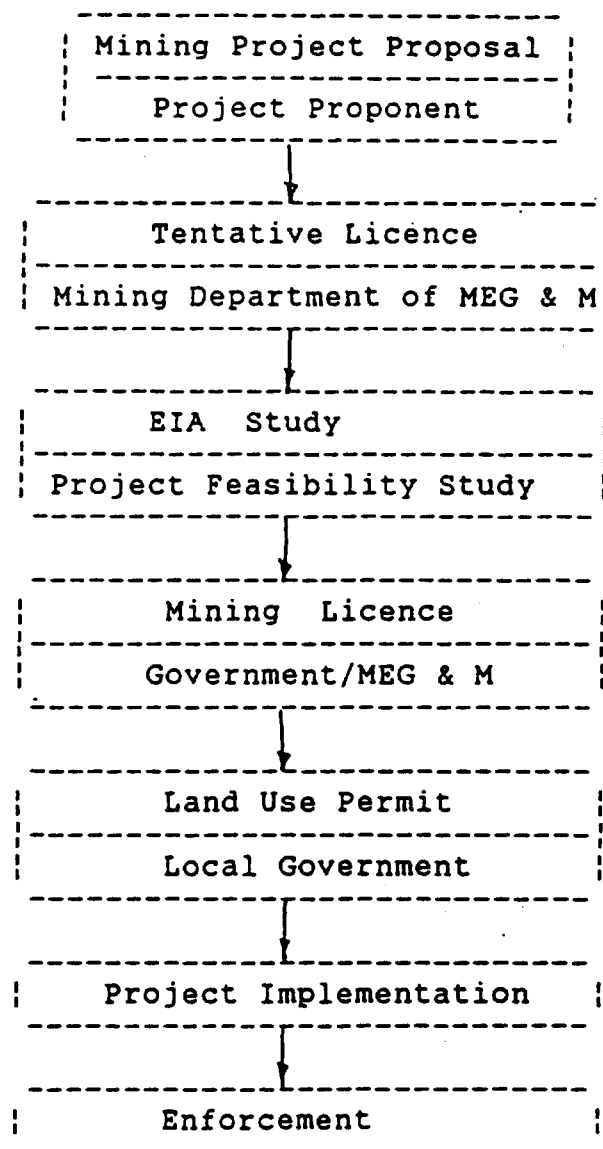 Mining Project Proposal
Project Proponent
Tentative Licence
Mining Department of MEG & M
EIA Study
Project Feasibility Study
Mining Licence
Government/MEG & M
Land Use Permit
Local Government
Project Implementation
Enforcement